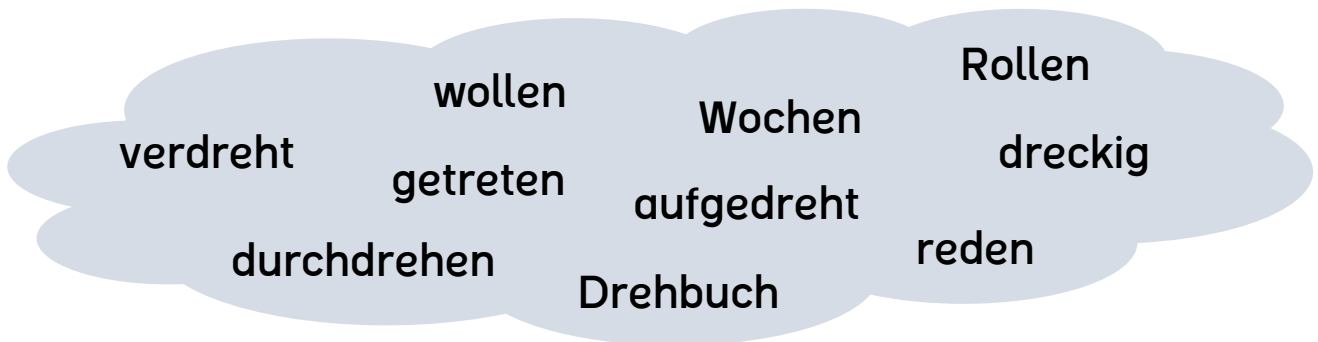 Rollen
wollen
Wochen
verdreht
dreckig
getreten
aufgedreht
reden
durchdrehen
Drehbuch